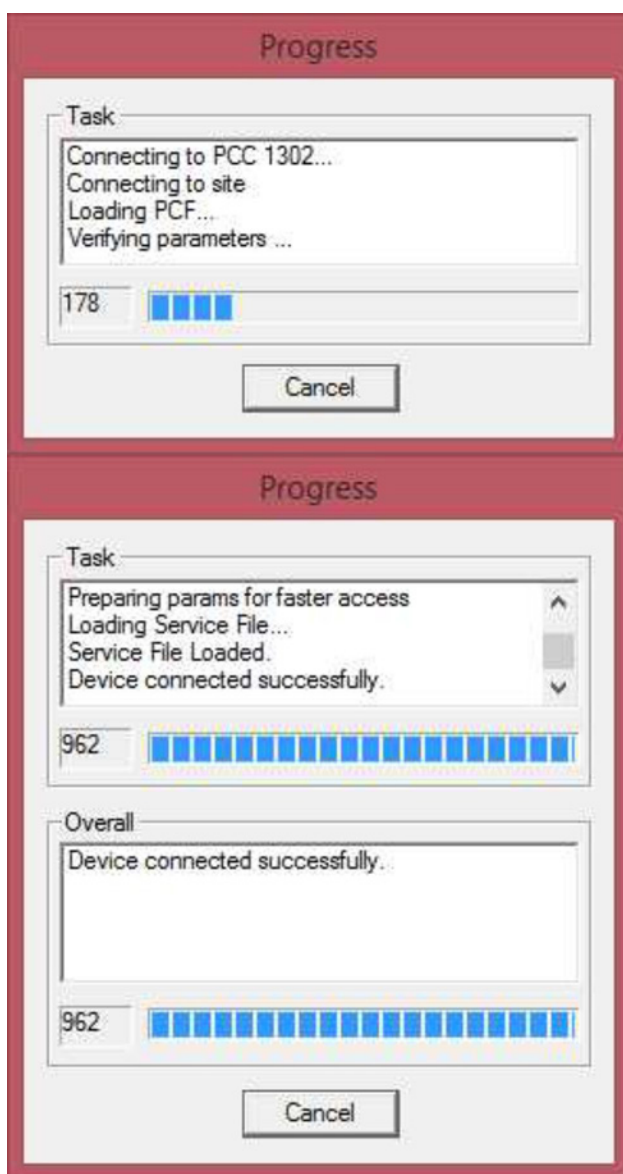 Progress
Task
Connecting to PCC 1302...
Connecting to site
Loading PCF...
Verifying parameters ...
178
Cancel
Progress
Task
Preparing params for faster access
Loading Service File...
Service File Loaded.
Device connected successfully.
962
Overall
Device connected successfully.
962
Cancel